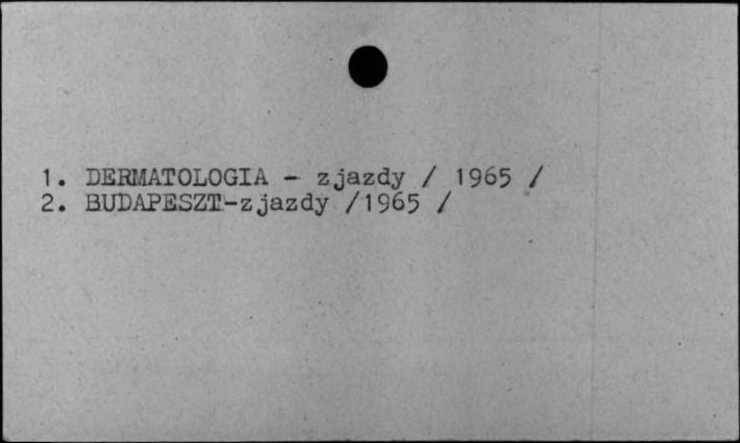 1. DERMATOLOGIA - zjazdy / 1965 /
2. BUDAPESZT-zjazdy /1965 /